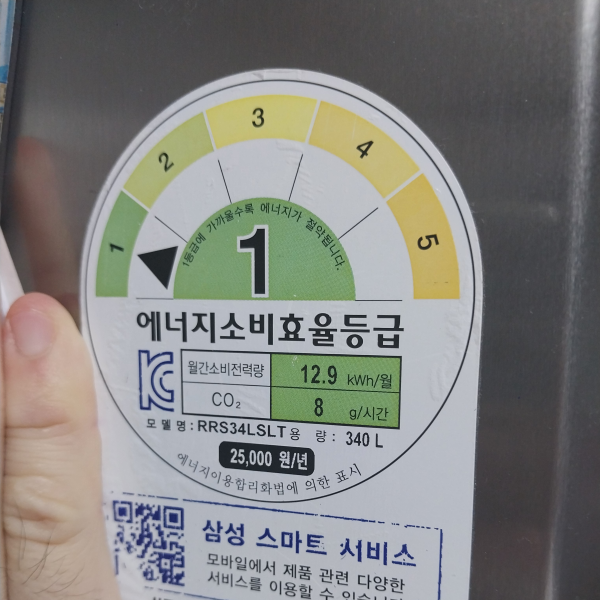 1
2
3
4
5
1등급에 가까울수록 에너지가 절약됩니다.
1
에너지소비효율등급
월간소비전력량 12.9 kWh/월
CO₂ 8 g/시간
모델명:RRS34LSLT 용 량: 340 L
25,000 원/년
에너지이용합리화법에 의한 표시
삼성 스마트 서비스
모바일에서 제품 관련 다양한
서비스를 이용할 수 있습니다